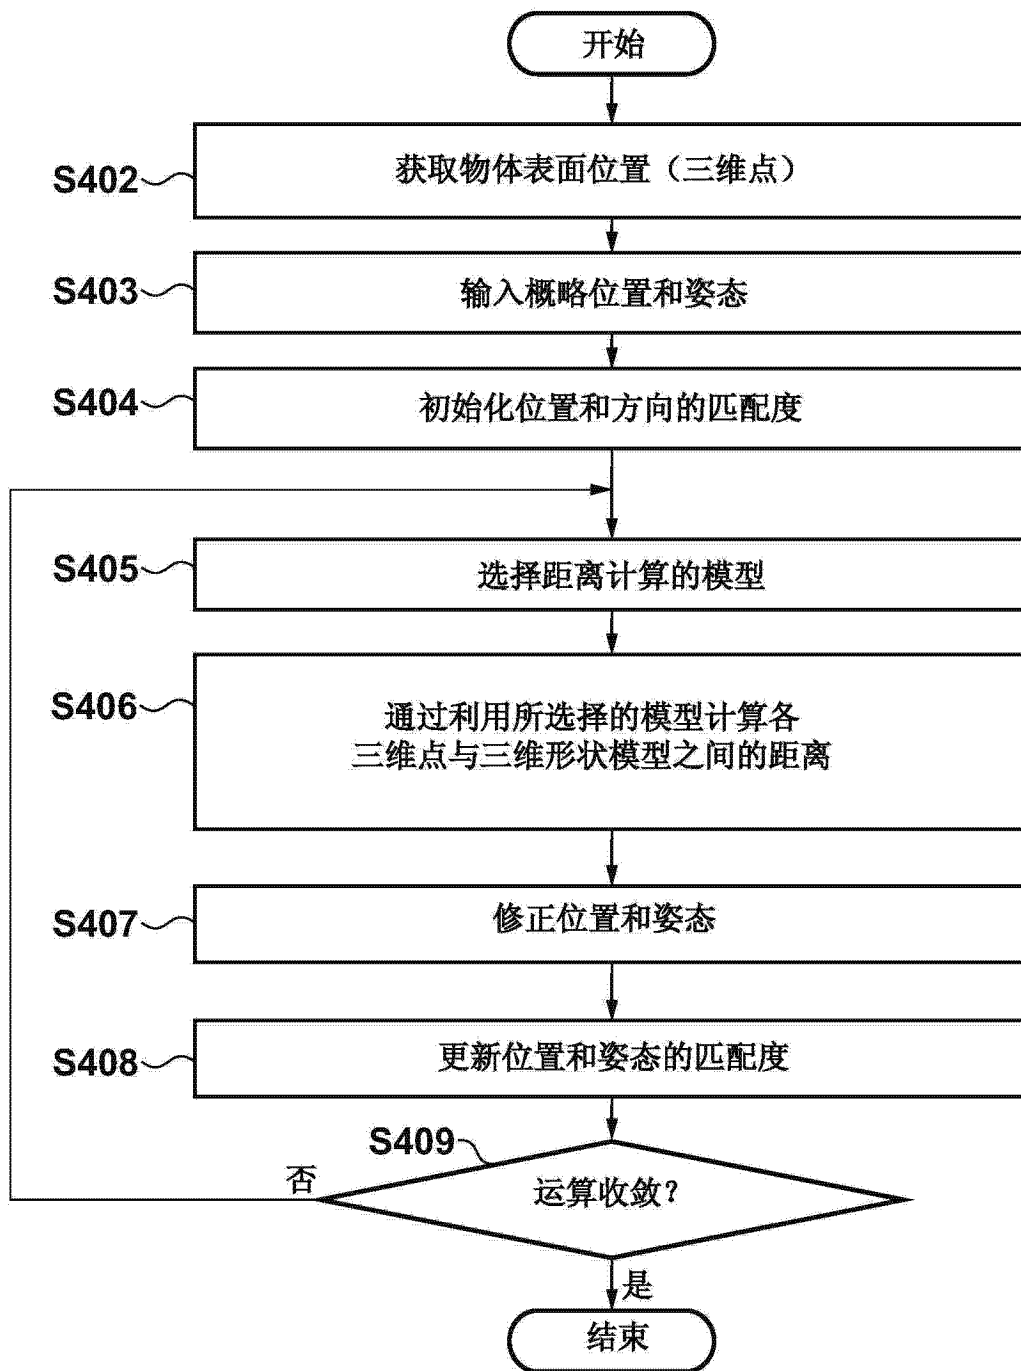 开始
S402
获取物体表面位置（三维点）
S403
输入概略位置和姿态
S404
初始化位置和方向的匹配度
S405
选择距离计算的模型
S406
通过利用所选择的模型计算各
三维点与三维形状模型之间的距离
S407
修正位置和姿态
S408
更新位置和姿态的匹配度
S409
否
运算收敛？
是
结束